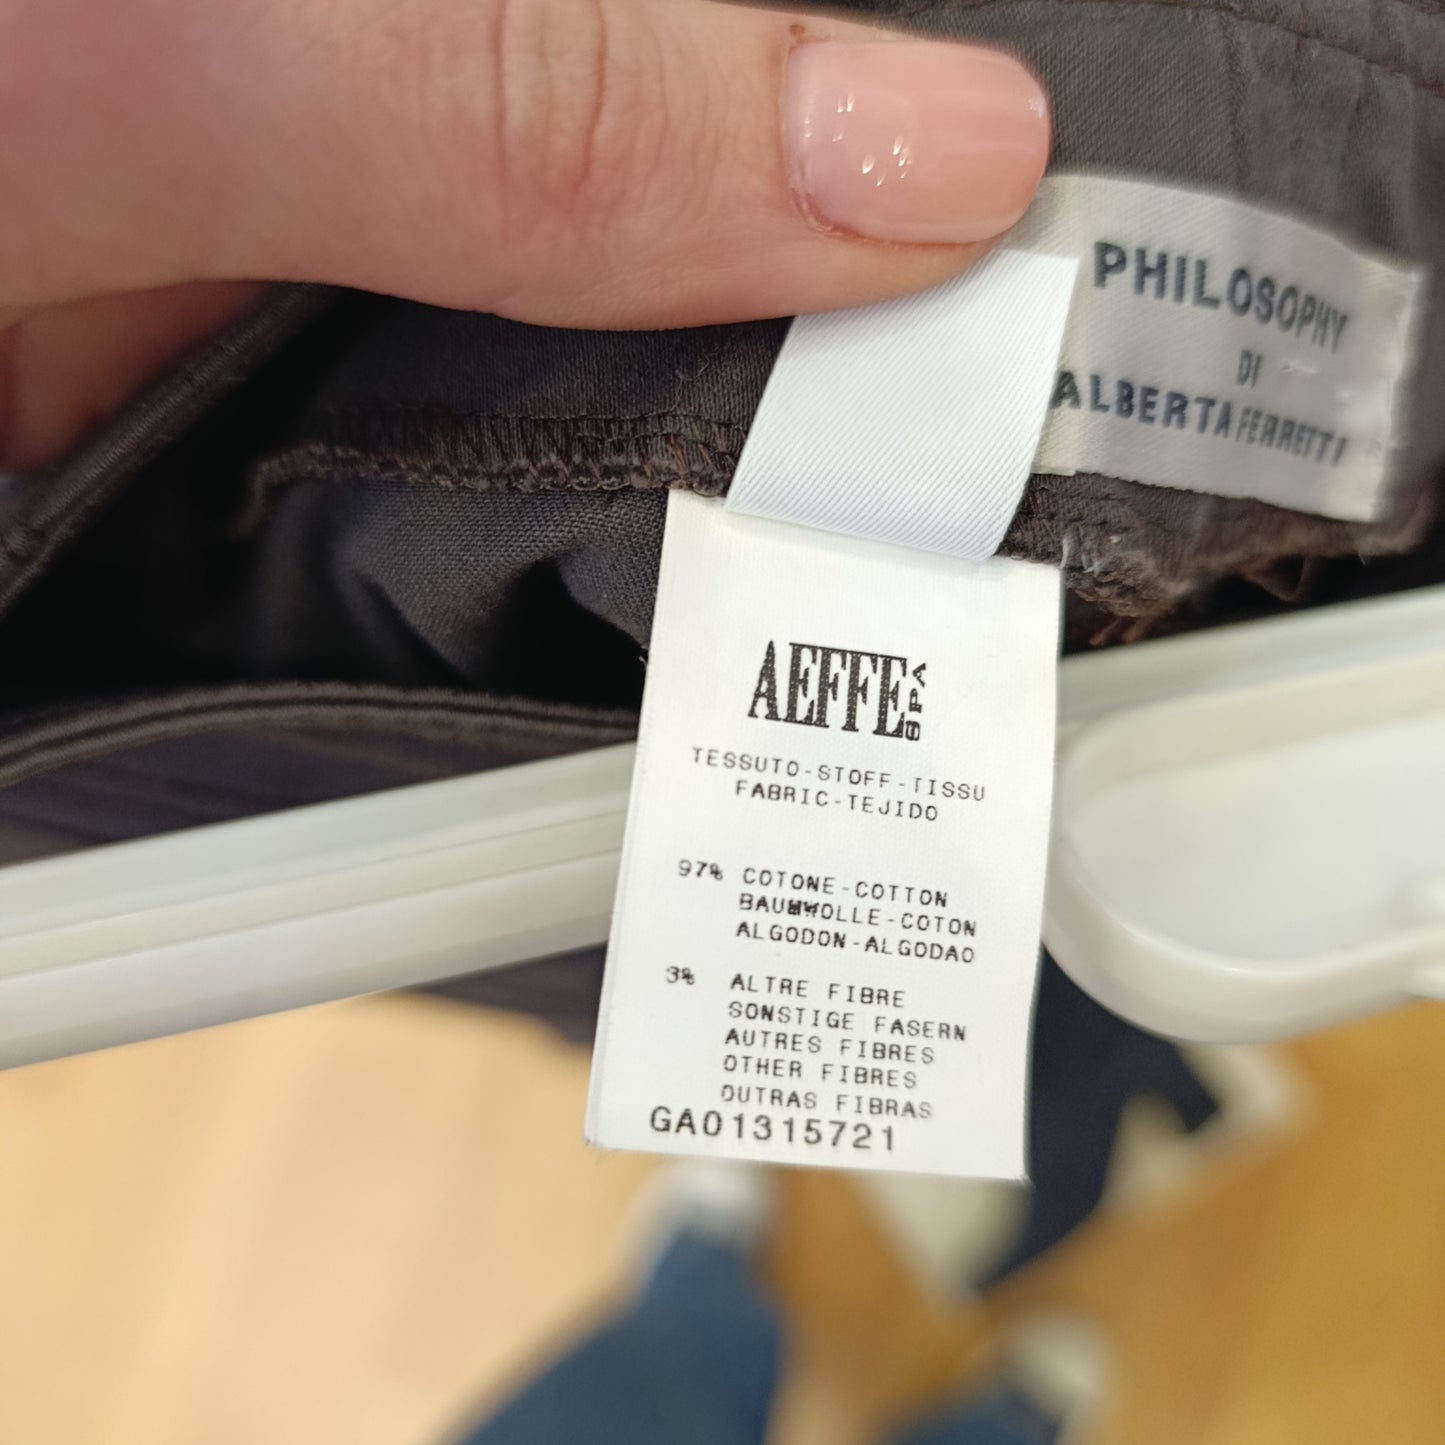 PHILOSOPHY
DI
ALBERTA FERRETTI
AEFFE SPA
TESSUTO-STOFF-TISSU
FABRIC-TEJIDO
97% COTONE-COTTON
BAUMWOLLE-COTON
ALGODON-ALGODAO
3% ALTRE FIBRE
SONSTIGE FASERN
AUTRES FIBRES
OTHER FIBRES
OUTRAS FIBRAS
GA01315721